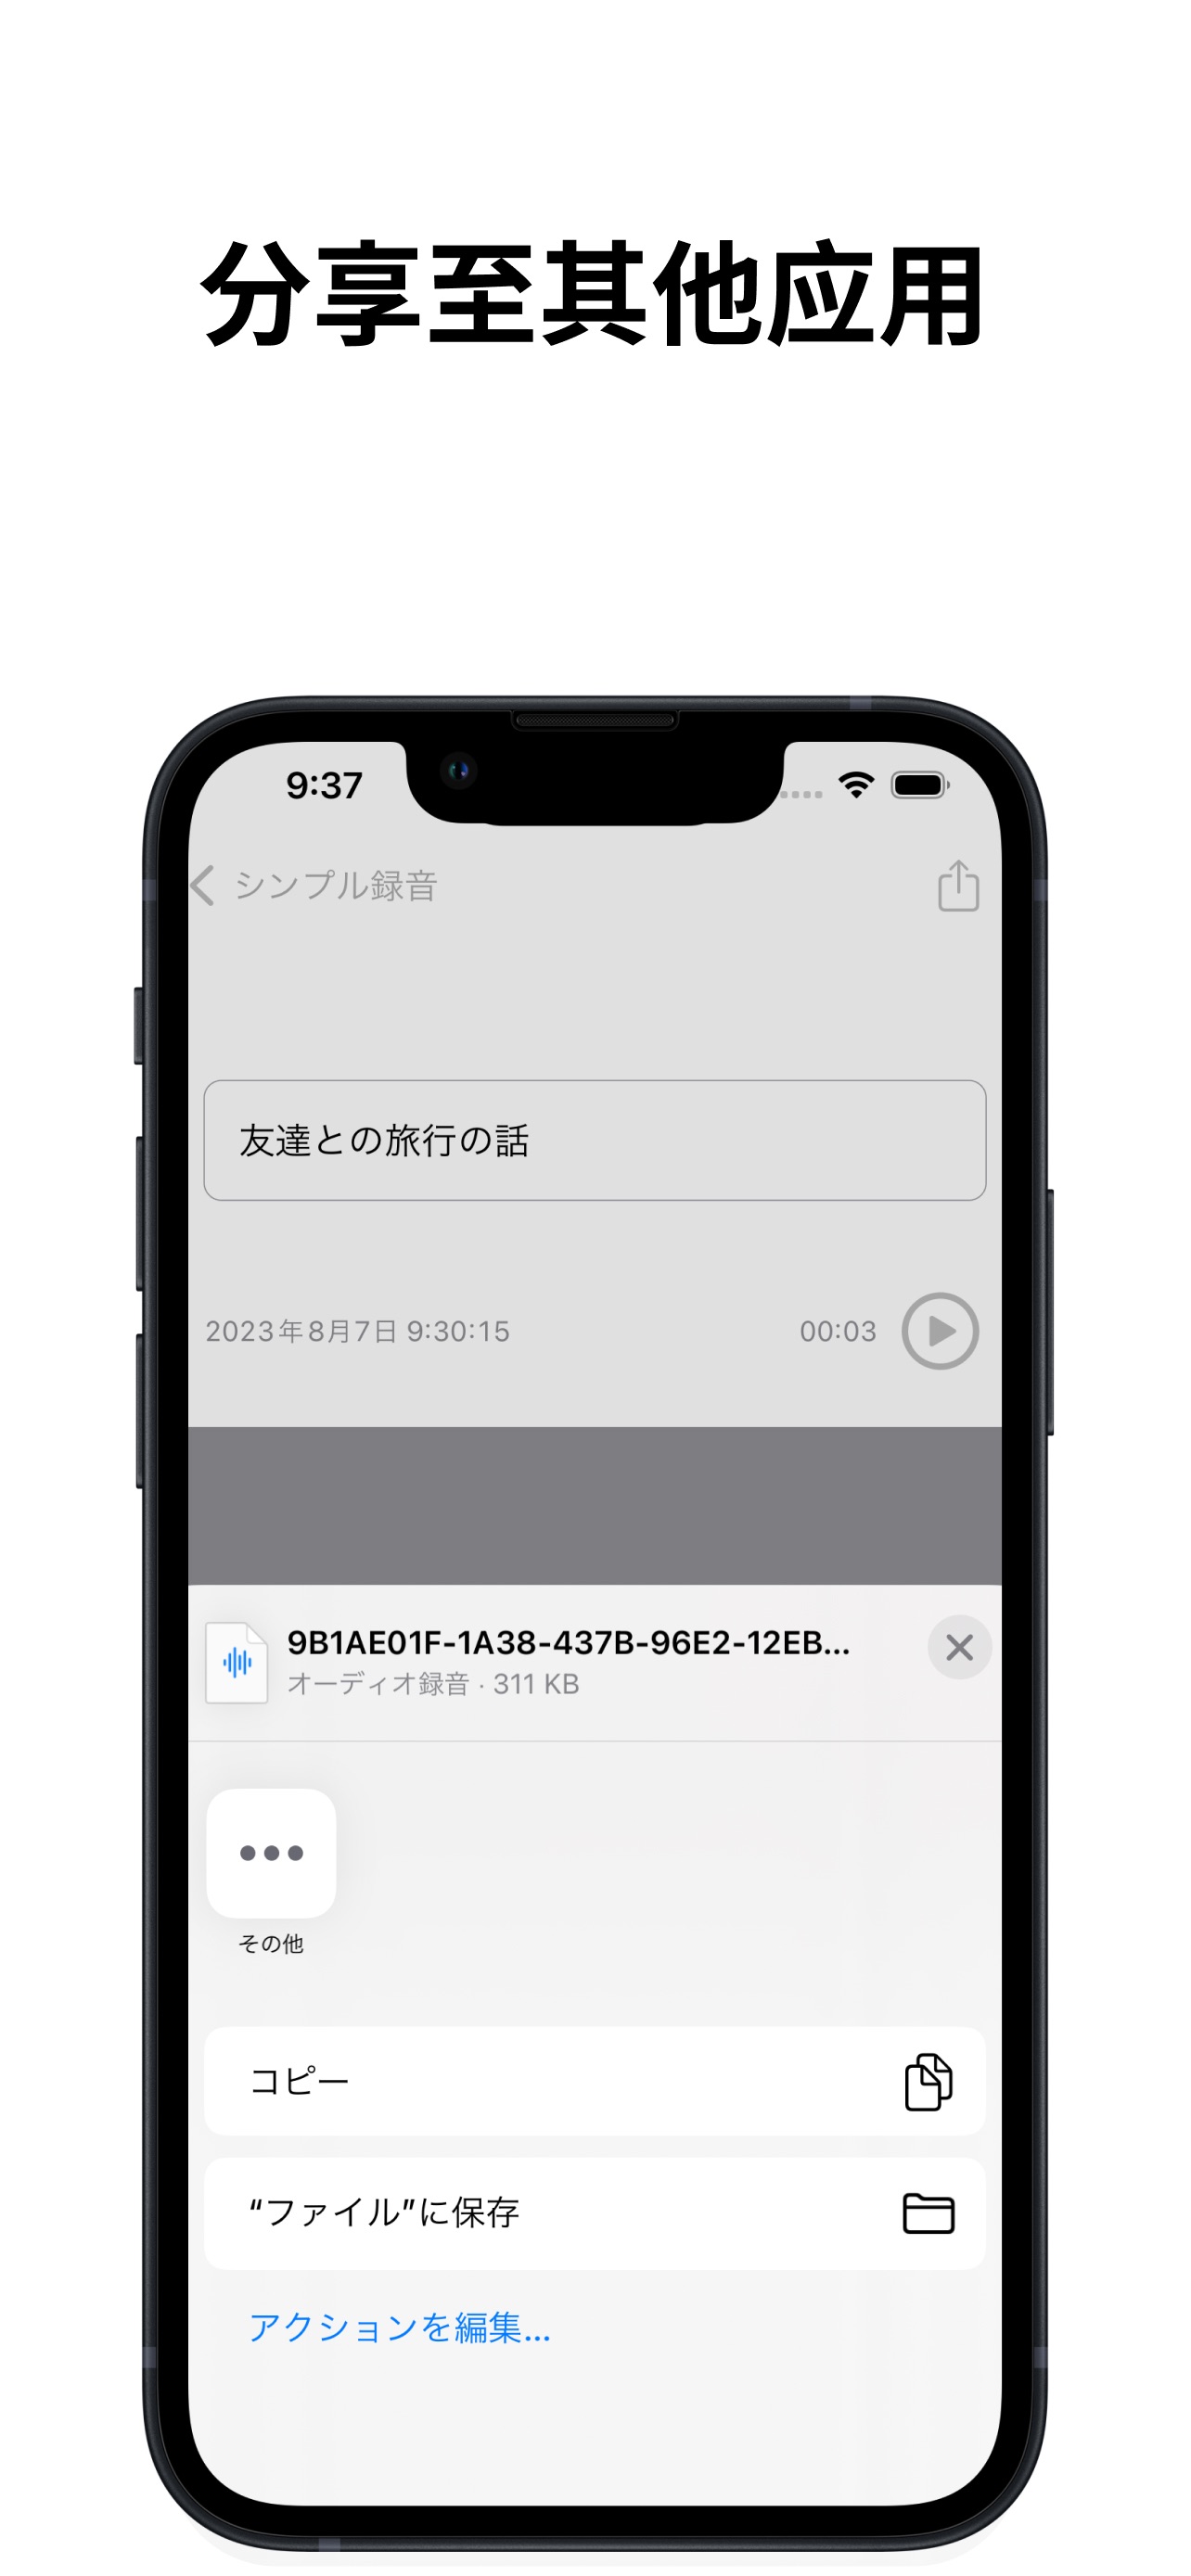 分享至其他应用
9:37
シンプル録音
友達との旅行の話
2023年8月7日 9:30:15
00:03
9B1AE01F-1A38-437B-96E2-12EB...
オーディオ録音 · 311 KB
その他
コピー
“ファイル”に保存
アクションを編集...